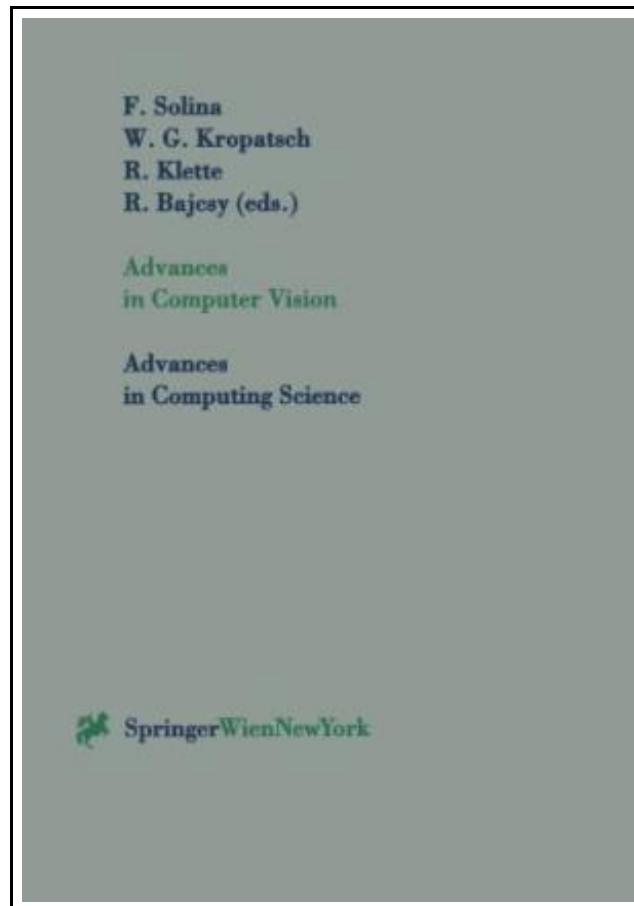 F. Solina
W. G. Kropatsch
R. Klette
R. Bajcsy (eds.)
Advances
in Computer Vision
Advances
in Computing Science
SpringerWienNewYork